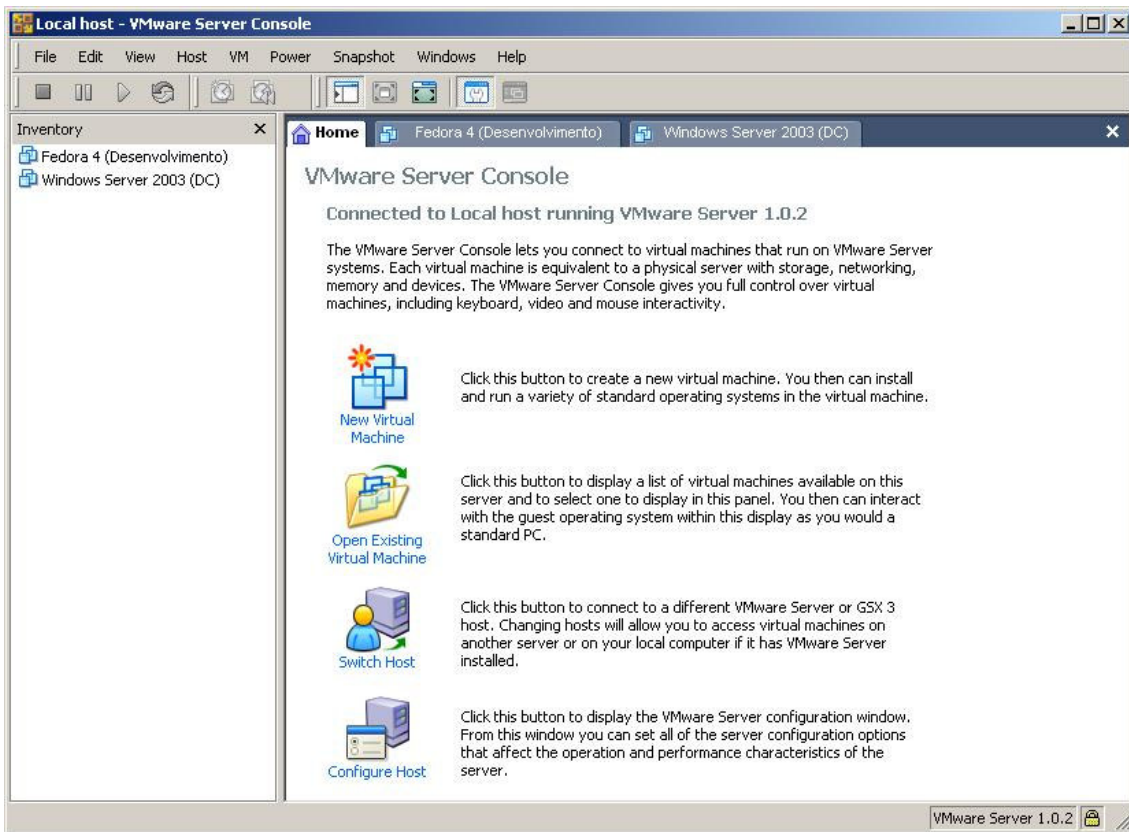 Local host - VMware Server Console
File Edit View Host VM Power Snapshot Windows Help
Inventory
Fedora 4 (Desenvolvimento)
Windows Server 2003 (DC)
Home Fedora 4 (Desenvolvimento) Windows Server 2003 (DC)
VMware Server Console
Connected to Local host running VMware Server 1.0.2
The VMware Server Console lets you connect to virtual machines that run on VMware Server
systems. Each virtual machine is equivalent to a physical server with storage, networking,
memory and devices. The VMware Server Console gives you full control over virtual
machines, including keyboard, video and mouse interactivity.
New Virtual
Machine
Click this button to create a new virtual machine. You then can install
and run a variety of standard operating systems in the virtual machine.
Open Existing
Virtual Machine
Click this button to display a list of virtual machines available on this
server and to select one to display in this panel. You then can interact
with the guest operating system within this display as you would a
standard PC.
Switch Host
Click this button to connect to a different VMware Server or GSX 3
host. Changing hosts will allow you to access virtual machines on
another server or on your local computer if it has VMware Server
installed.
Configure Host
Click this button to display the VMware Server configuration window.
From this window you can set all of the server configuration options
that affect the operation and performance characteristics of the
server.
VMware Server 1.0.2